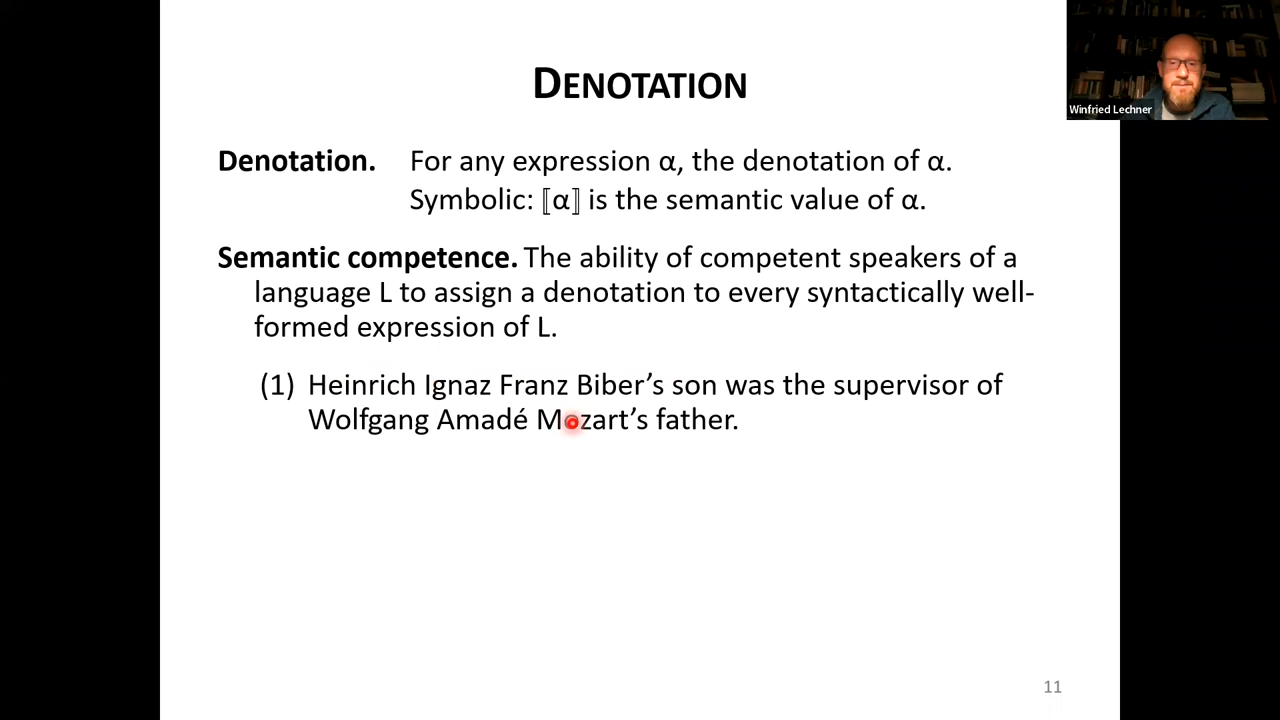 DENOTATION
Winfried Lechner
Denotation. For any expression α, the denotation of α.
Symbolic: ⟦α⟧ is the semantic value of α.
Semantic competence. The ability of competent speakers of a
language L to assign a denotation to every syntactically well-
formed expression of L.
(1) Heinrich Ignaz Franz Biber’s son was the supervisor of
Wolfgang Amadé Mozart’s father.
11